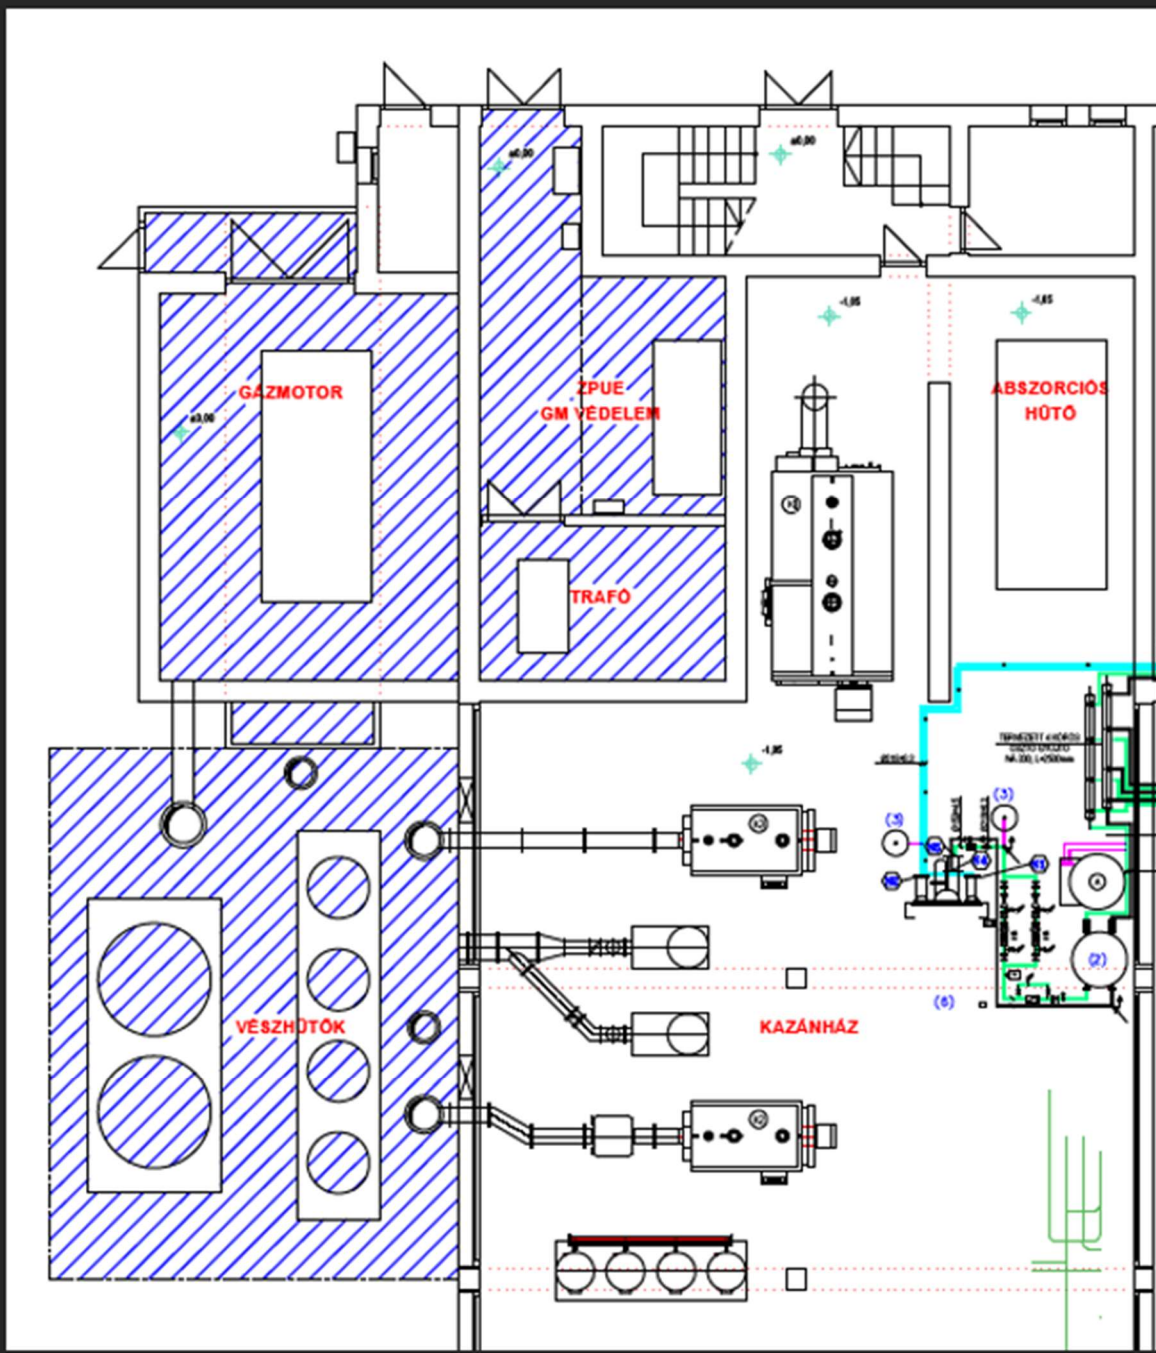 ±0,00
±0,00
-1,85
-1,85
GÁZMOTOR
ZPUE
GM VÉDELEM
ABSZORCIÓS
HŰTŐ
±0,00
TRAFÓ
-1,85
(3)
(3)
(2)
(6)
VÉSZHŰTŐK
KAZÁNHÁZ